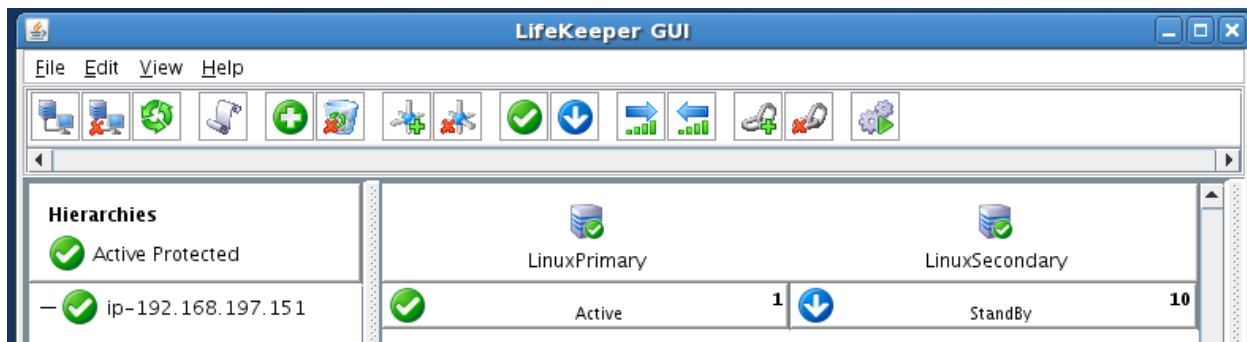 LifeKeeper GUI
File Edit View Help
Hierarchies
Active Protected
LinuxPrimary
LinuxSecondary
ip-192.168.197.151
Active
1
StandBy
10